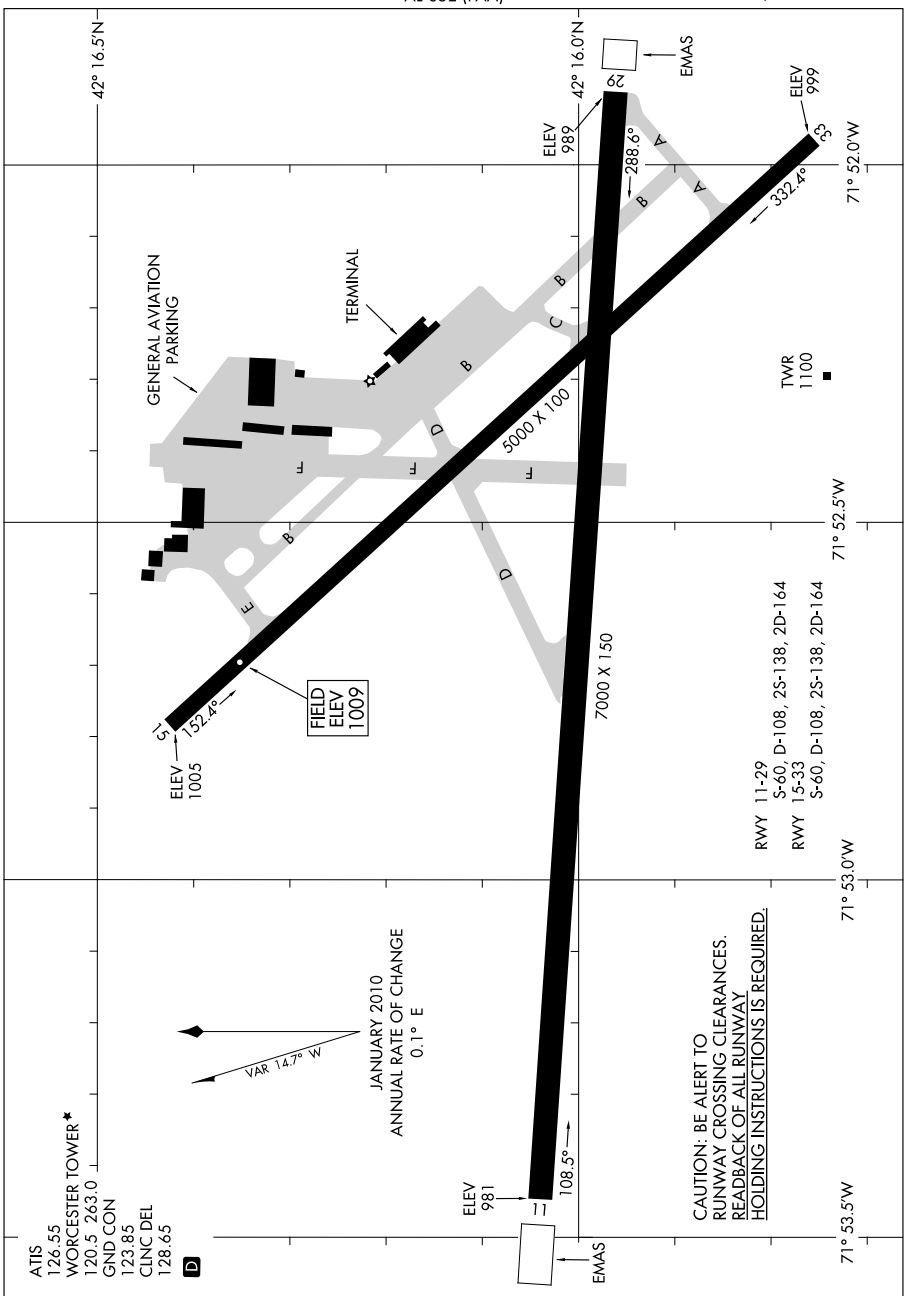 AL-652 (FAA)
ATIS
126.55
WORCESTER TOWER★
120.5 263.0
GND CON
123.85
CLNC DEL
128.65
D
VAR 14.7° W
JANUARY 2010
ANNUAL RATE OF CHANGE
0.1° E
42° 16.5'N
42° 16.0'N
GENERAL AVIATION
PARKING
TERMINAL
15
152.4°
ELEV
1005
FIELD
ELEV
1009
E
B
F
F
F
D
D
B
B
C
B
A
A
5000 X 100
7000 X 150
ELEV
989
288.6°
29
EMAS
ELEV
999
33
332.4°
TWR
1100
ELEV
981
11
108.5°
EMAS
CAUTION: BE ALERT TO
RUNWAY CROSSING CLEARANCES.
READBACK OF ALL RUNWAY
HOLDING INSTRUCTIONS IS REQUIRED.
RWY 11-29
S-60, D-108, 2S-138, 2D-164
RWY 15-33
S-60, D-108, 2S-138, 2D-164
71° 53.5'W
71° 53.0'W
71° 52.5'W
71° 52.0'W